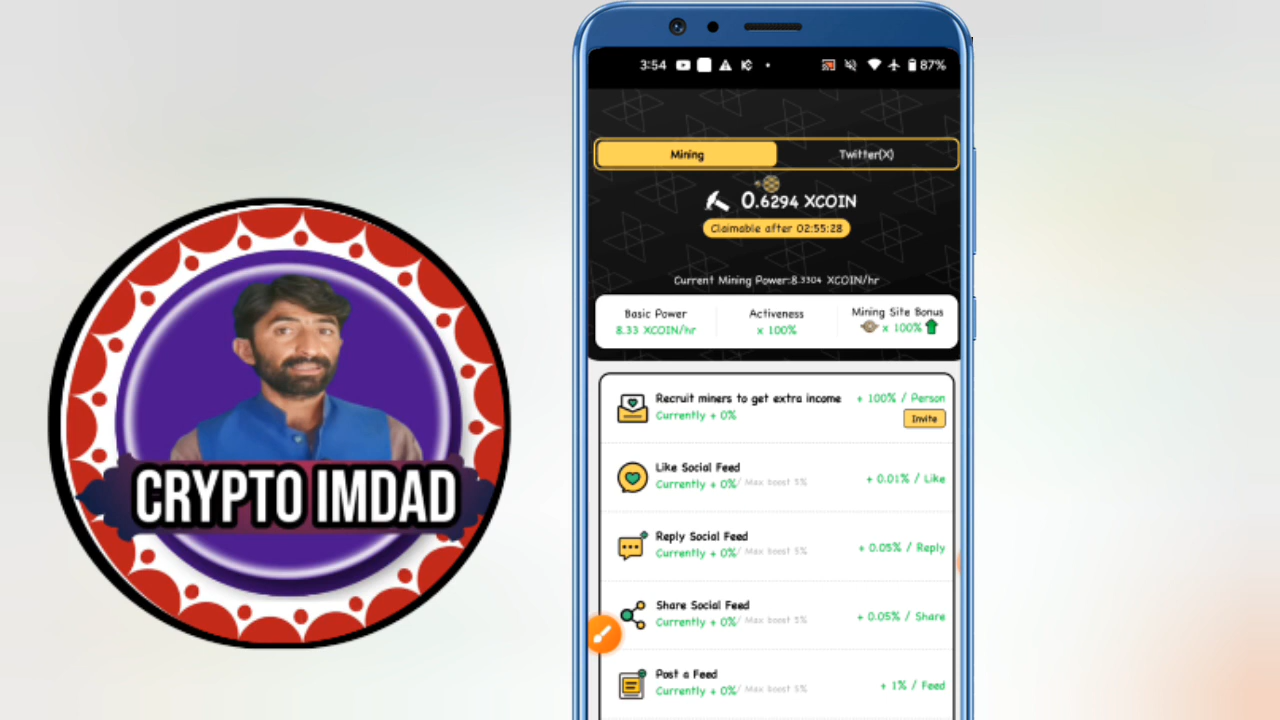 CRYPTO IMDAD
3:54
87%
Mining
Twitter(X)
0.6294 XCOIN
Claimable after 02:55:28
Current Mining Power:8.3304 XCOIN/hr
Basic Power
8.33 XCOIN/hr
Activeness
x 100%
Mining Site Bonus
x 100%
Recruit miners to get extra income
+ 100% / Person
Currently + 0%
Invite
Like Social Feed
Currently + 0%/ Max boost 5%
+ 0.01% / Like
Reply Social Feed
Currently + 0%/ Max boost 5%
+ 0.05% / Reply
Share Social Feed
Currently + 0%/ Max boost 5%
+ 0.05% / Share
Post a Feed
Currently + 0%/ Max boost 5%
+ 1% / Feed